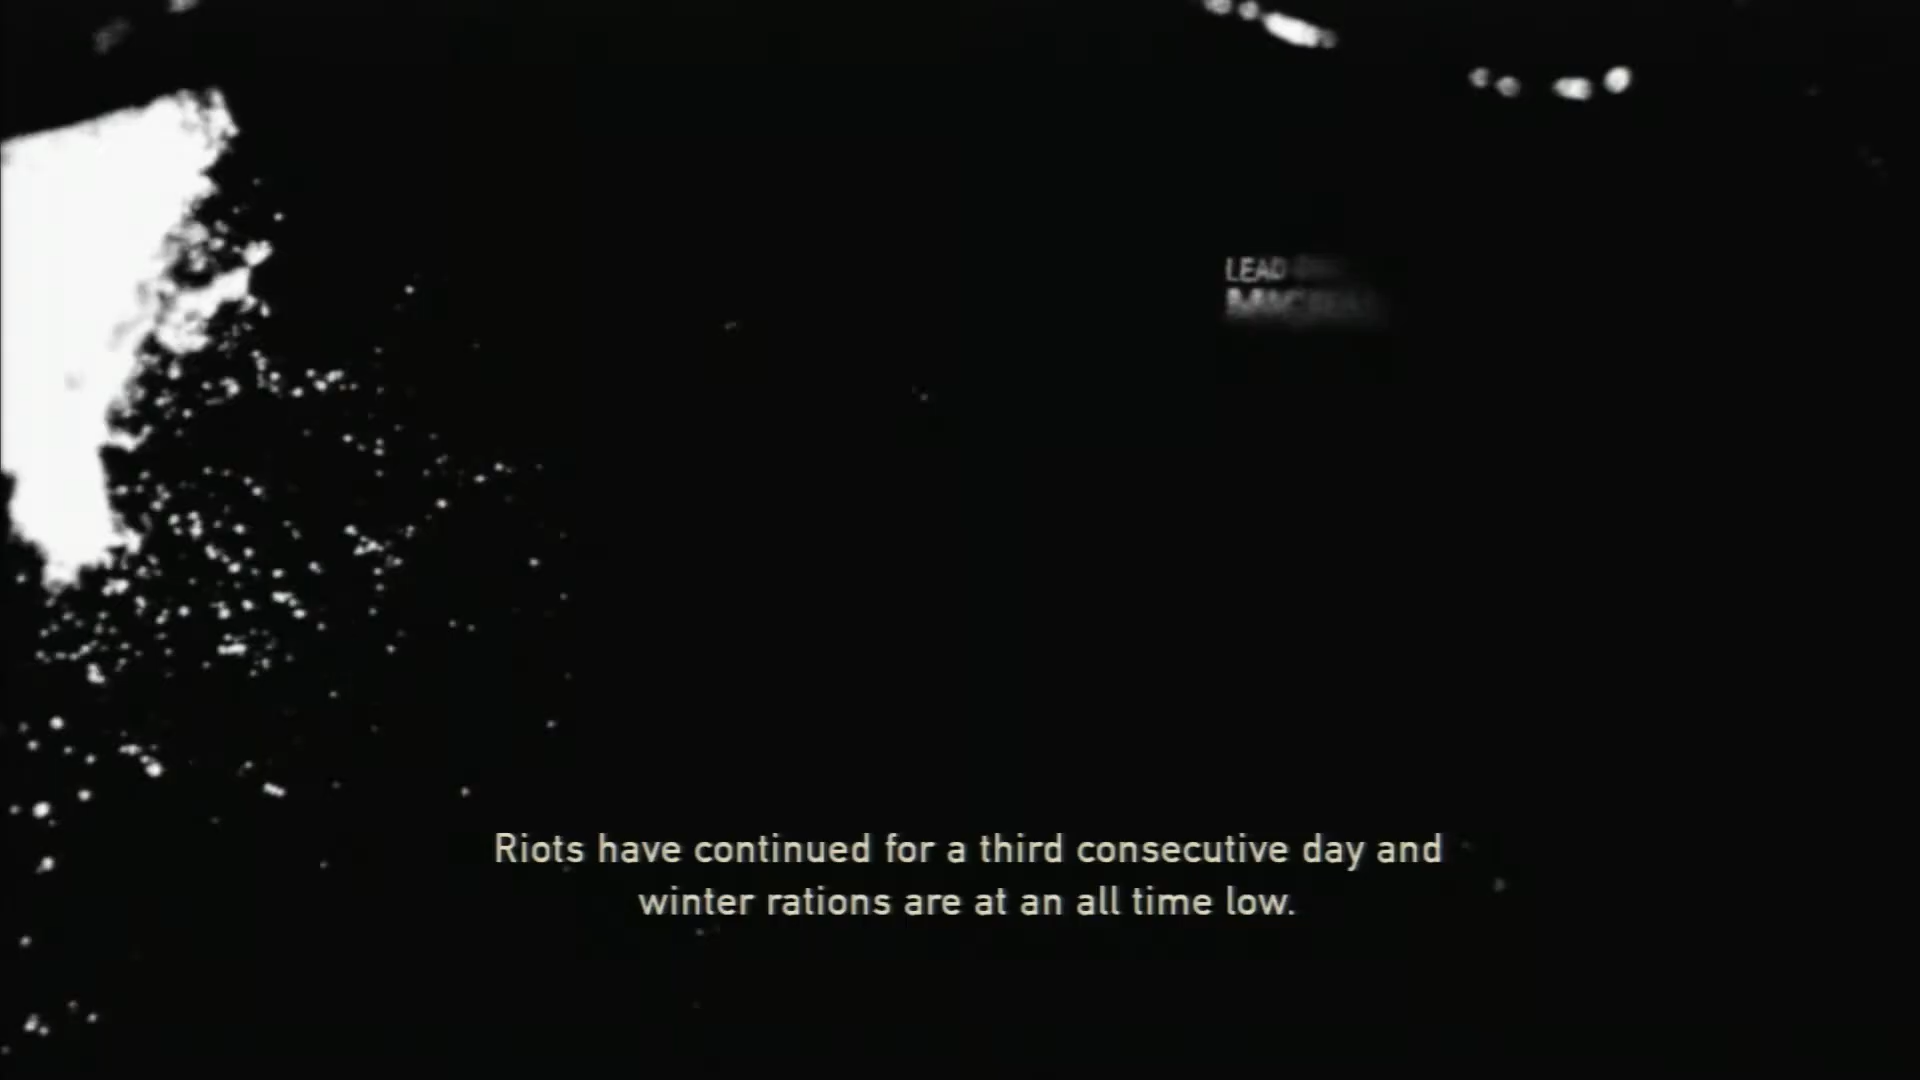 LEAD
Riots have continued for a third consecutive day and
winter rations are at an all time low.